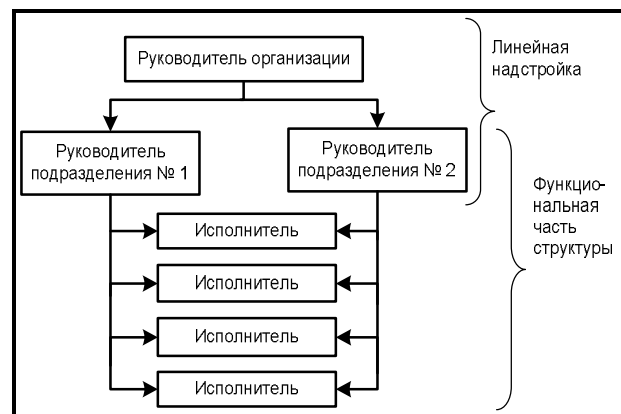 Руководитель организации
Линейная
надстройка
Руководитель
подразделения № 1
Руководитель
подразделения № 2
Функцио-
нальная
часть
структуры
Исполнитель
Исполнитель
Исполнитель
Исполнитель